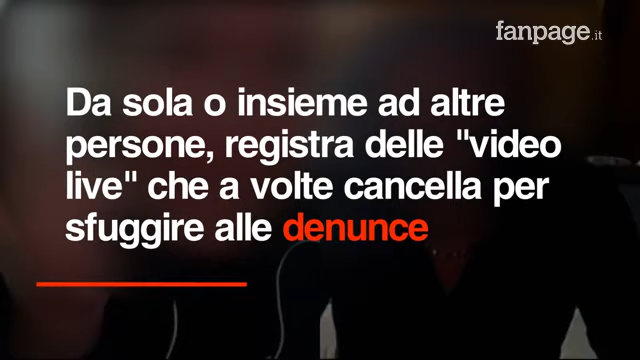 fanpage.it
Da sola o insieme ad altre
persone, registra delle "video
live" che a volte cancella per
sfuggire alle denunce